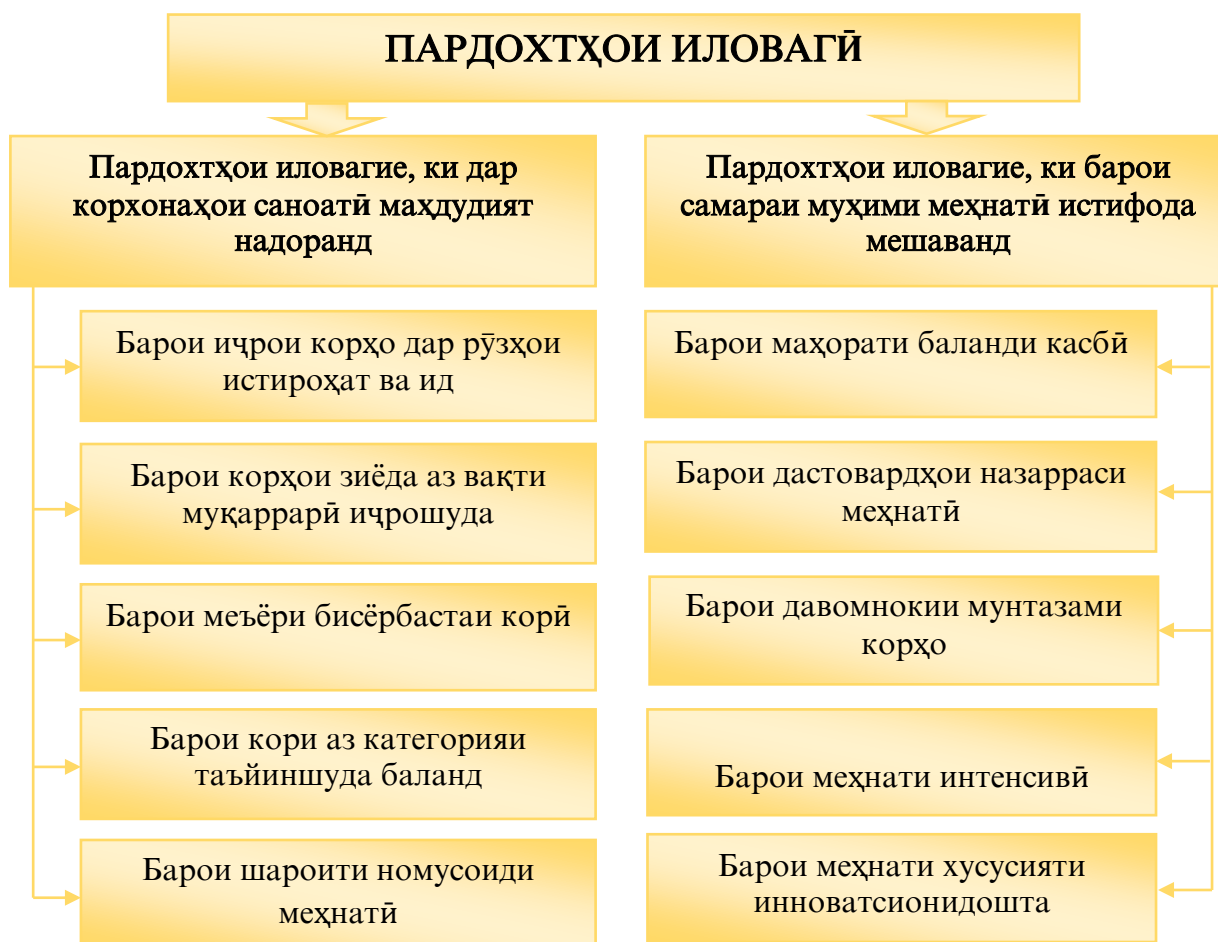 ПАРДОХТҲОИ ИЛОВАГӢ
Пардохтҳои иловагие, ки дар
корхонаҳои саноатӣ маҳдудият
надоранд
Барои иҷрои корҳо дар рӯзҳои
истироҳат ва ид
Барои корҳои зиёда аз вақти
муқаррарӣ иҷрошуда
Барои меъёри бисёрбастаи корӣ
Барои кори аз категорияи
таъйиншуда баланд
Барои шароити номусоиди
меҳнатӣ
Пардохтҳои иловагие, ки барои
самараи муҳими меҳнатӣ истифода
мешаванд
Барои маҳорати баланди касбӣ
Барои дастовардҳои назарраси
меҳнатӣ
Барои давомнокии мунтазами
корҳо
Барои меҳнати интенсивӣ
Барои меҳнати хусусияти
инноватсионидошта